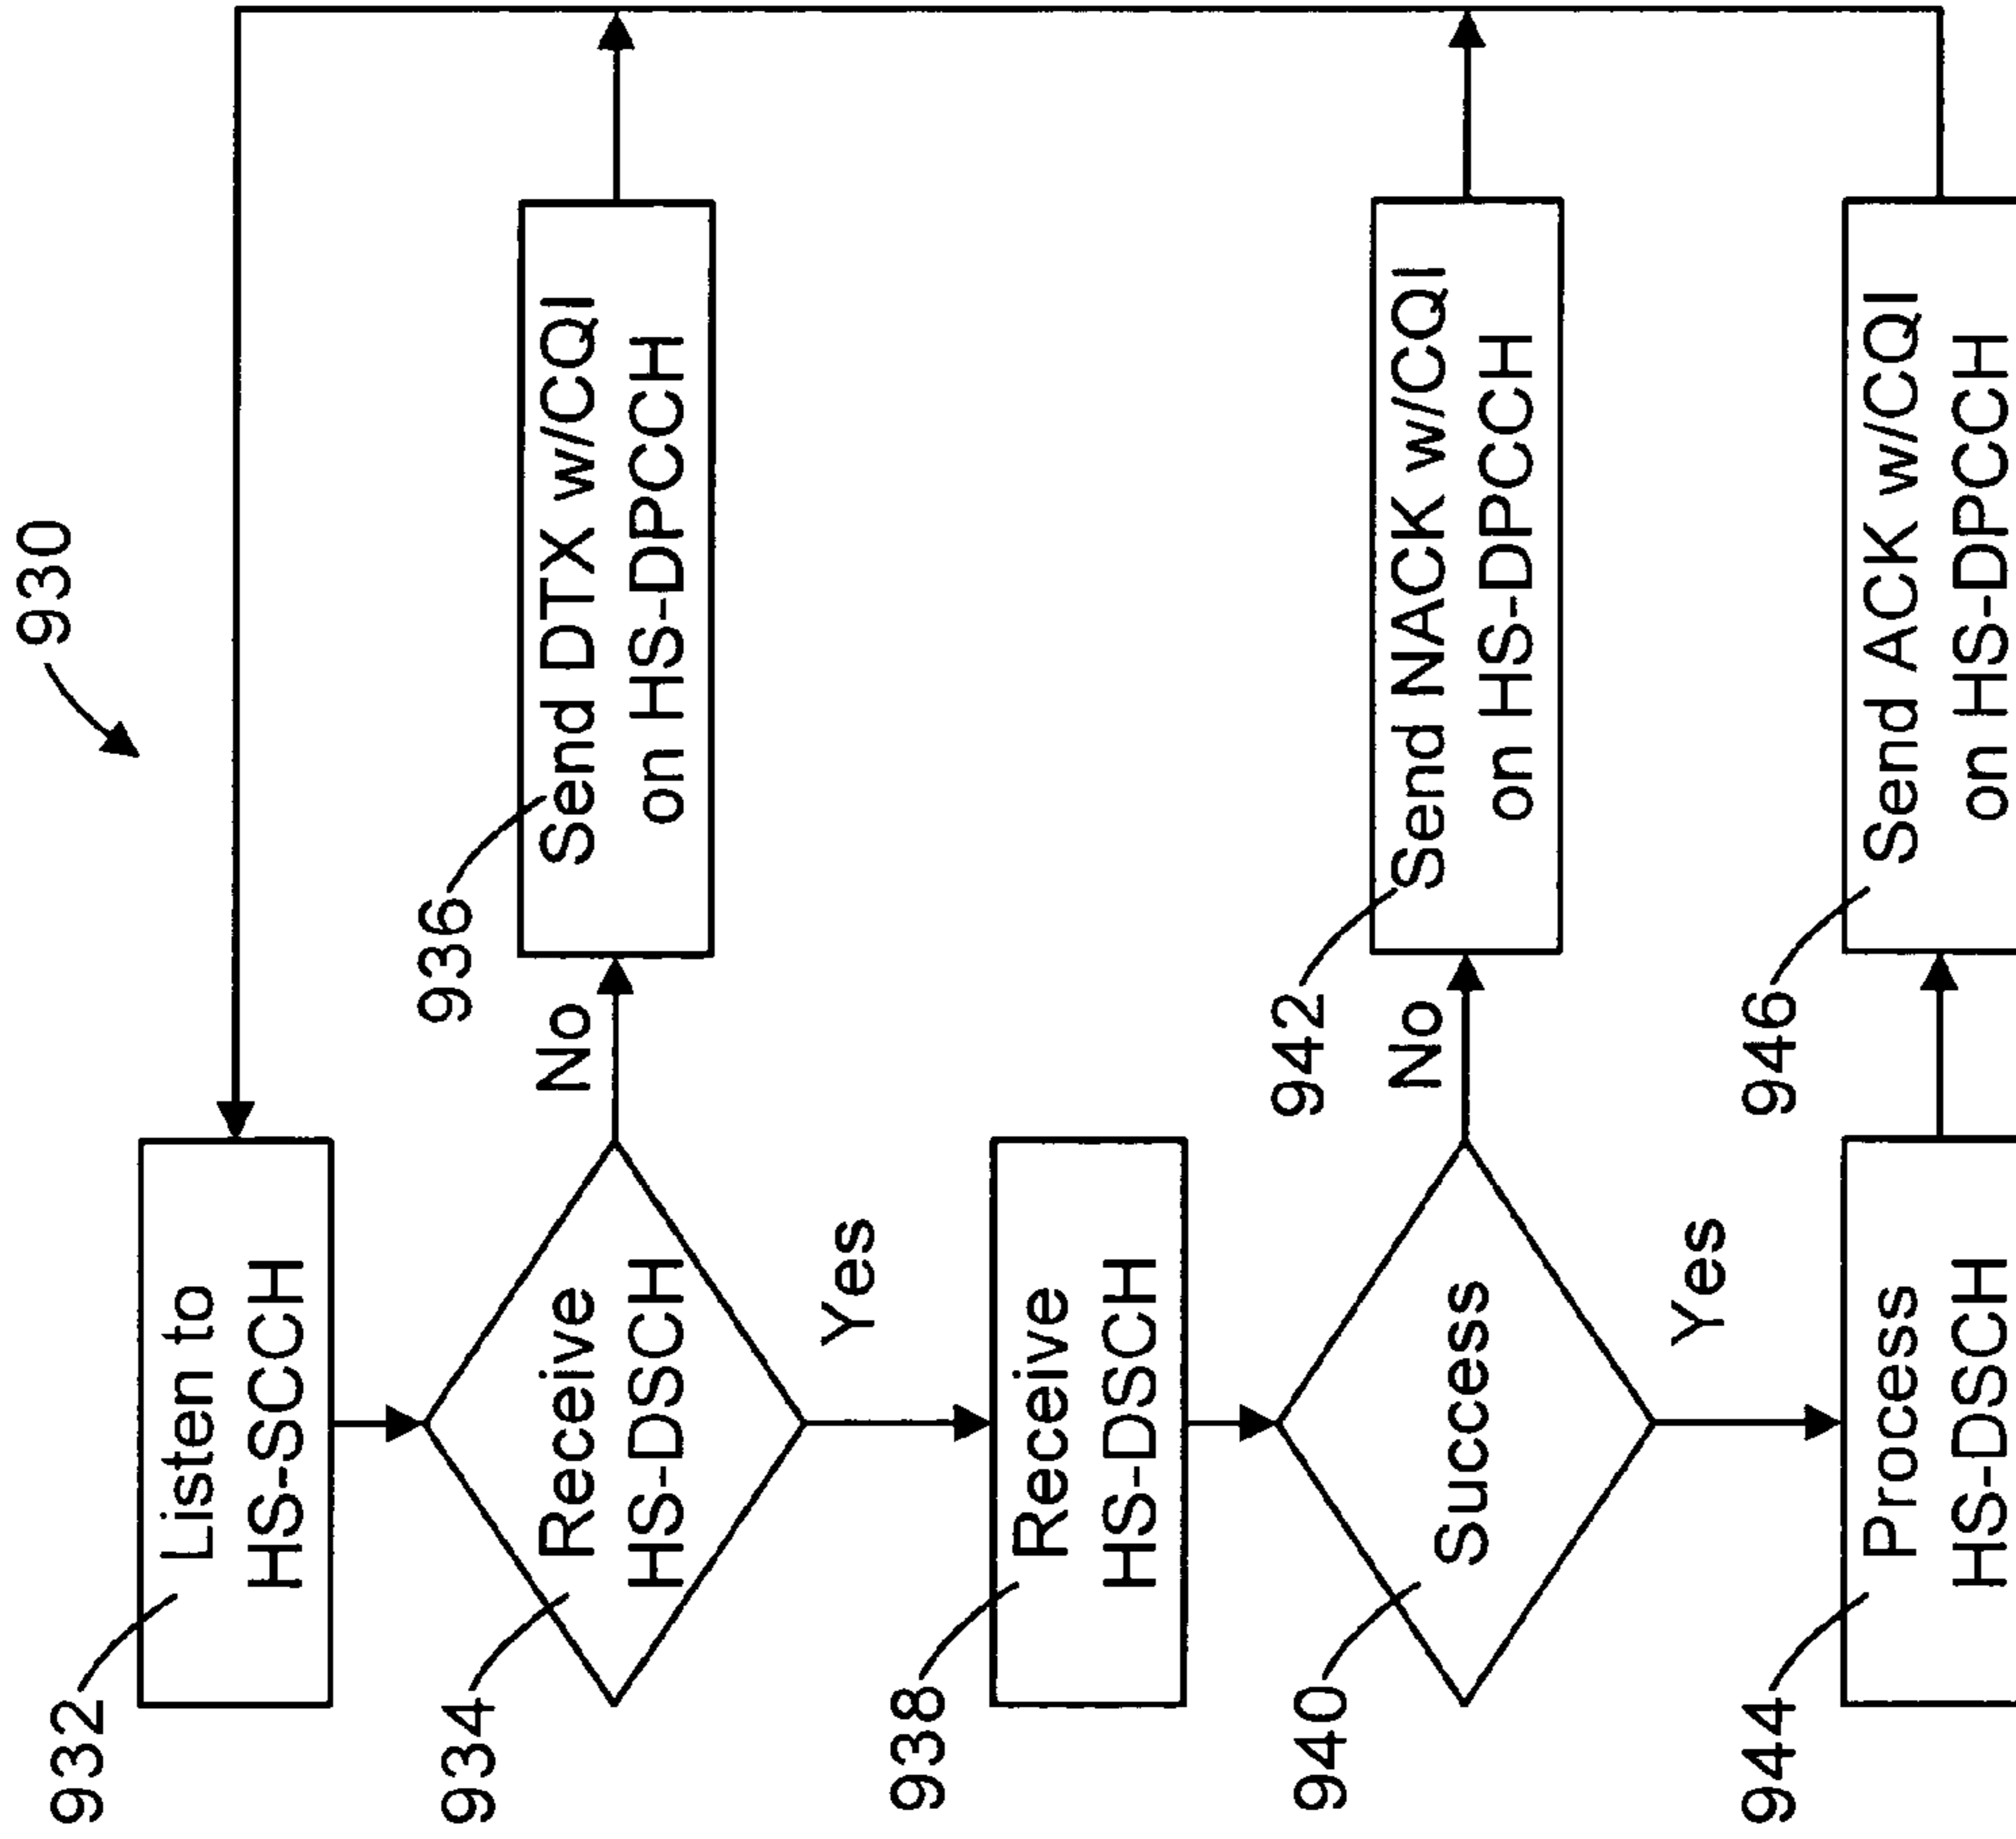 930
932
Listen to
HS-SCCH
934
Receive
HS-DSCH
No
936
Send DTX w/CQI
on HS-DPCCH
Yes
938
Receive
HS-DSCH
940
Success
No
942
Send NACK w/CQI
on HS-DPCCH
Yes
944
Process
HS-DSCH
946
Send ACK w/CQI
on HS-DPCCH